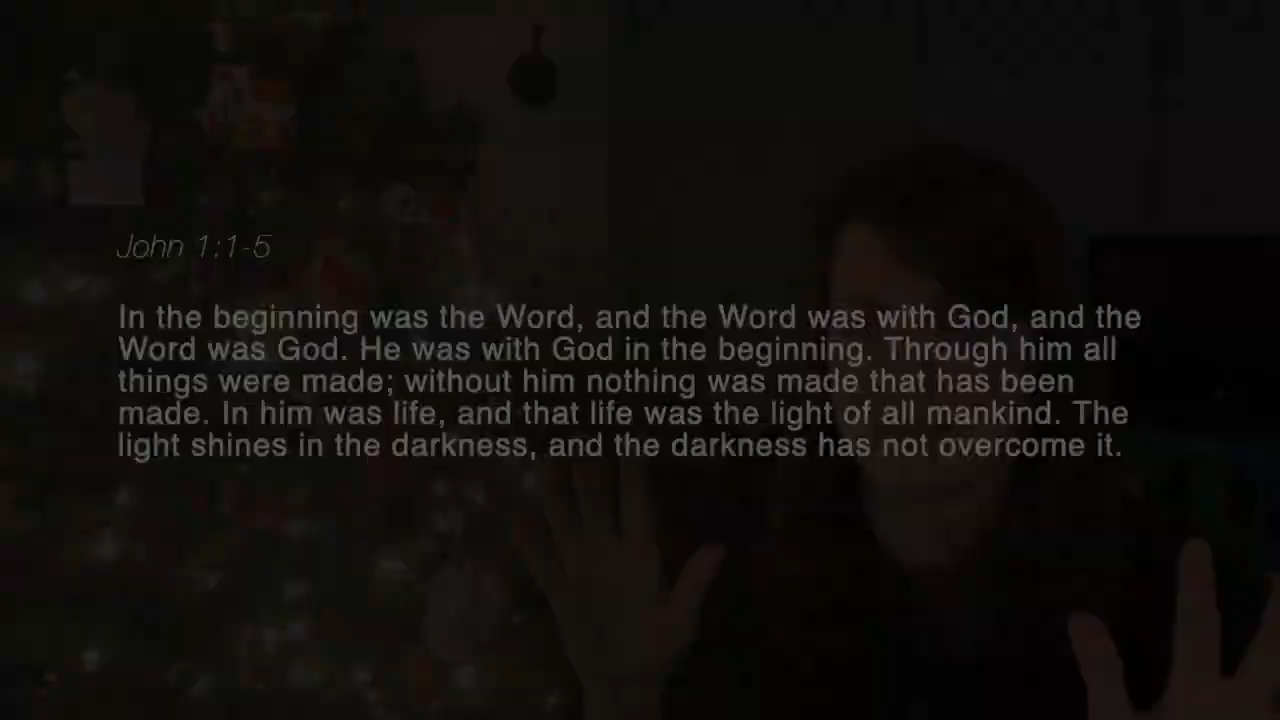 John 1:1-5
In the beginning was the Word, and the Word was with God, and the
Word was God. He was with God in the beginning. Through him all
things were made; without him nothing was made that has been
made. In him was life, and that life was the light of all mankind. The
light shines in the darkness, and the darkness has not overcome it.